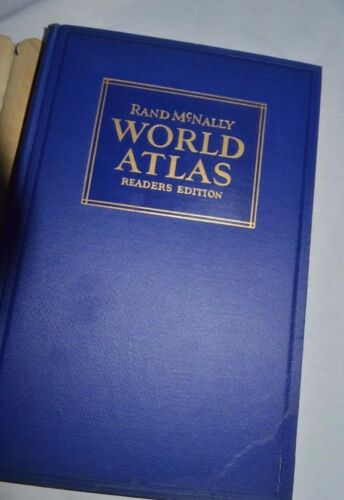 RAND McNALLY
WORLD
ATLAS
READERS EDITION